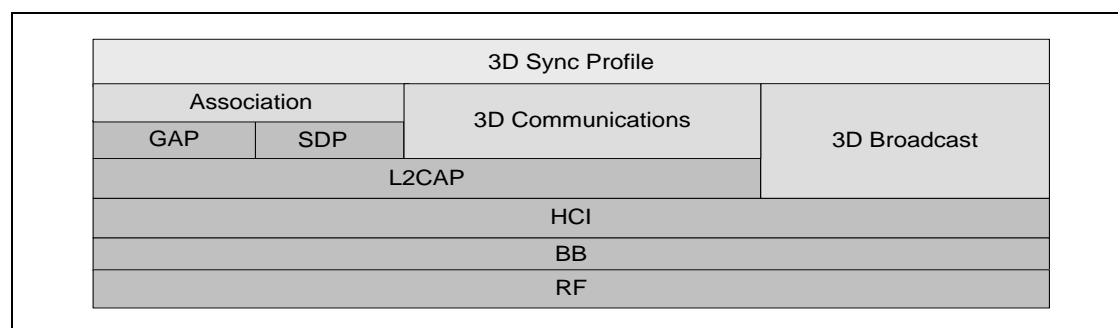 3D Sync Profile
Association
3D Communications
3D Broadcast
GAP
SDP
L2CAP
HCI
BB
RF